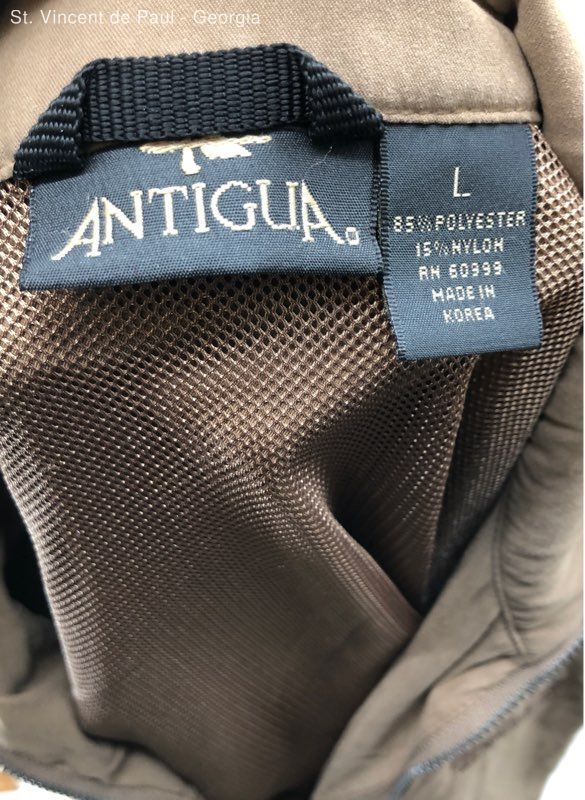 St. Vincent de Paul - Georgia
ANTIGUA
L
85% POLYESTER
15% NYLON
RN 60999
MADE IN
KOREA